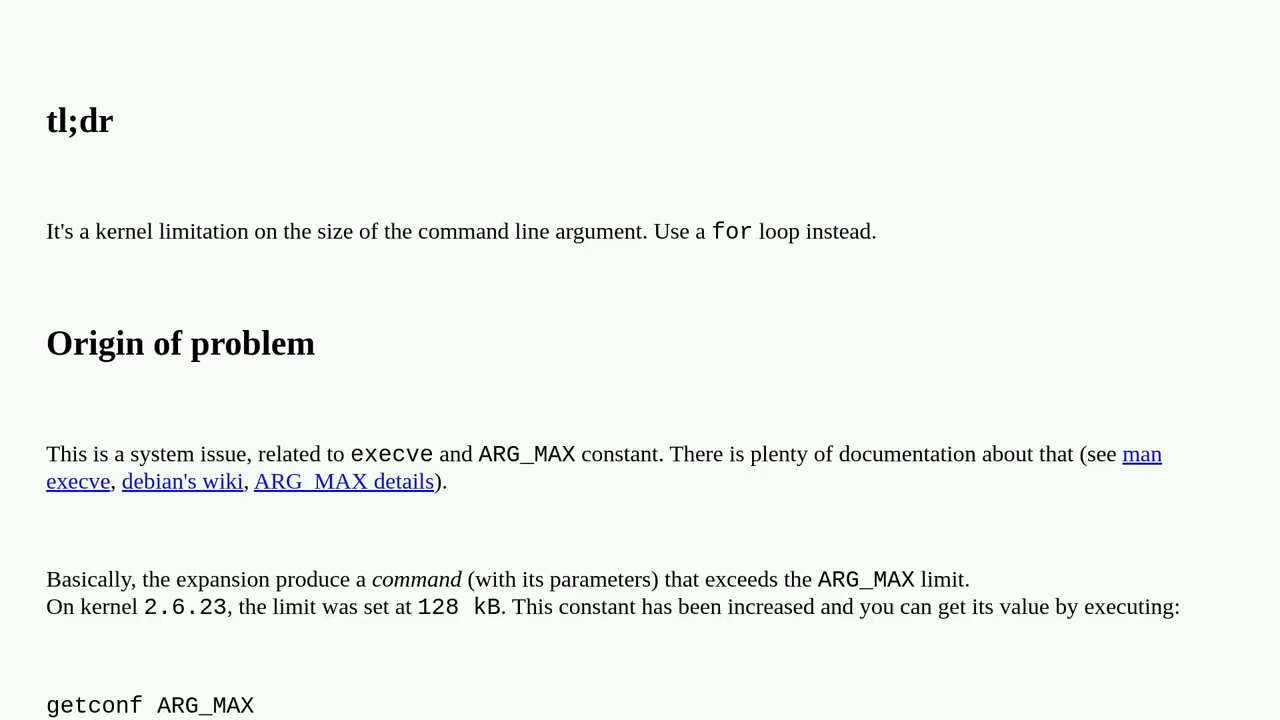 tl;dr
It's a kernel limitation on the size of the command line argument. Use a for loop instead.
Origin of problem
This is a system issue, related to execve and ARG_MAX constant. There is plenty of documentation about that (see man
execve, debian's wiki, ARG_MAX details).
Basically, the expansion produce a command (with its parameters) that exceeds the ARG_MAX limit.
On kernel 2.6.23, the limit was set at 128 kB. This constant has been increased and you can get its value by executing:
getconf ARG_MAX